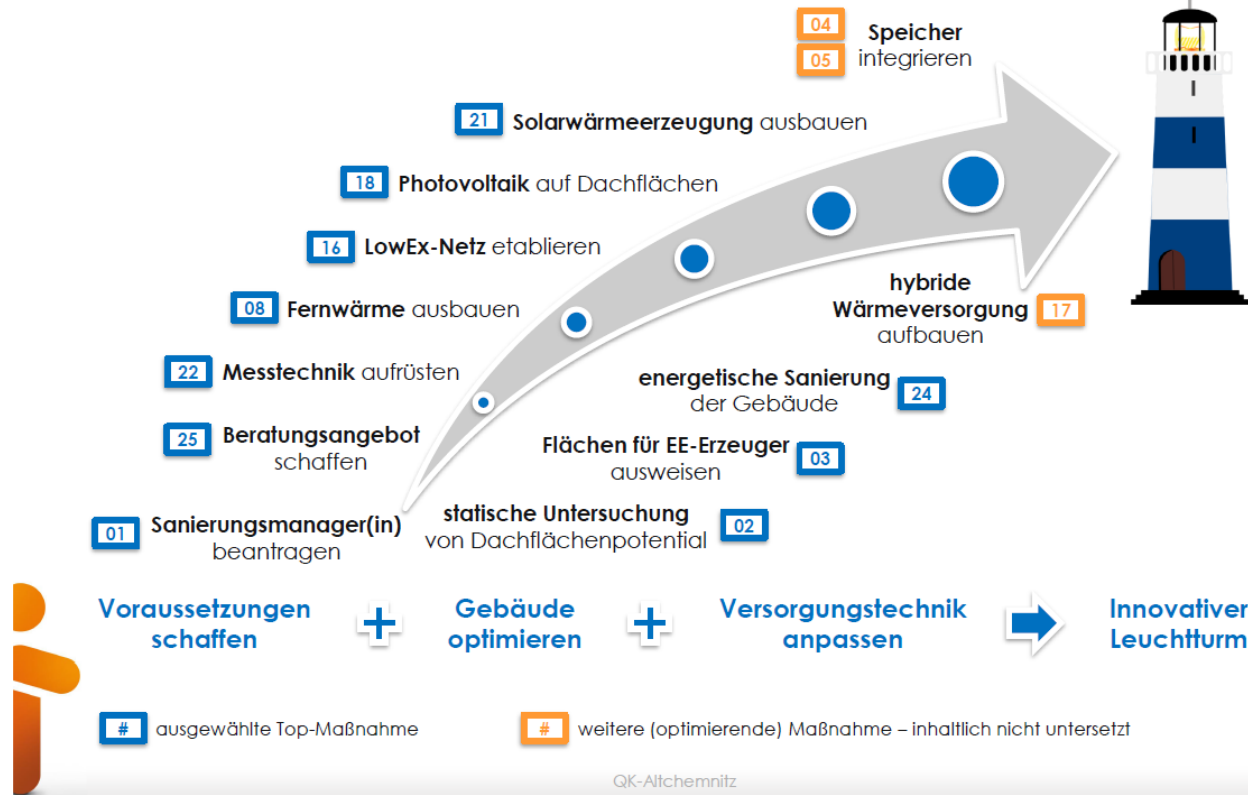 04
05
Speicher
integrieren
21 Solarwärmeerzeugung ausbauen
18 Photovoltaik auf Dachflächen
16 LowEx-Netz etablieren
08 Fernwärme ausbauen
22 Messtechnik aufrüsten
25 Beratungsangebot
schaffen
01 Sanierungsmanager(in)
beantragen
hybride
Wärmeversorgung 17
aufbauen
energetische Sanierung
der Gebäude
24
Flächen für EE-Erzeuger
ausweisen
03
statische Untersuchung
von Dachflächenpotential
02
Voraussetzungen
schaffen
+
Gebäude
optimieren
+
Versorgungstechnik
anpassen
Innovativer
Leuchtturm
# ausgewählte Top-Maßnahme
# weitere (optimierende) Maßnahme – inhaltlich nicht untersetzt
QK-Altchemnitz